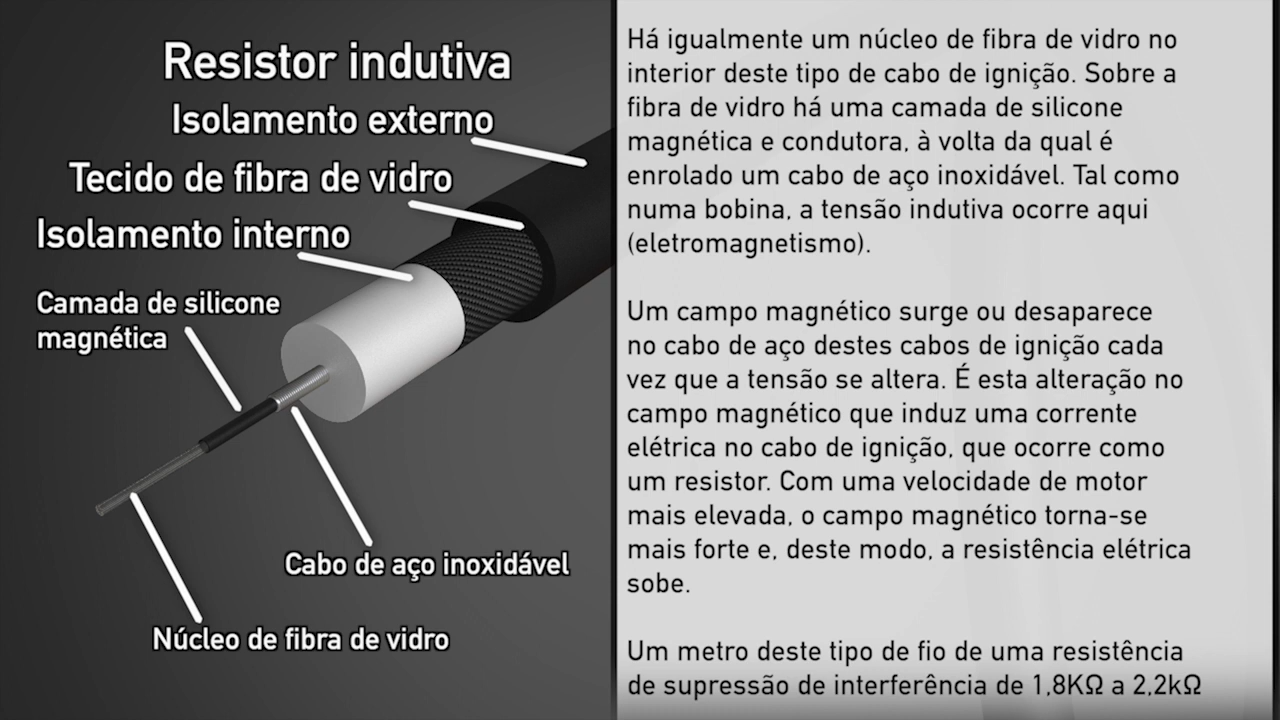 Resistor indutiva
Isolamento externo
Tecido de fibra de vidro
Isolamento interno
Camada de silicone
magnética
Cabo de aço inoxidável
Núcleo de fibra de vidro
Há igualmente um núcleo de fibra de vidro no
interior deste tipo de cabo de ignição. Sobre a
fibra de vidro há uma camada de silicone
magnética e condutora, à volta da qual é
enrolado um cabo de aço inoxidável. Tal como
numa bobina, a tensão indutiva ocorre aqui
(eletromagnetismo).
Um campo magnético surge ou desaparece
no cabo de aço destes cabos de ignição cada
vez que a tensão se altera. É esta alteração no
campo magnético que induz uma corrente
elétrica no cabo de ignição, que ocorre como
um resistor. Com uma velocidade de motor
mais elevada, o campo magnético torna-se
mais forte e, deste modo, a resistência elétrica
sobe.
Um metro deste tipo de fio de uma resistência
de supressão de interferência de 1,8KΩ a 2,2kΩ